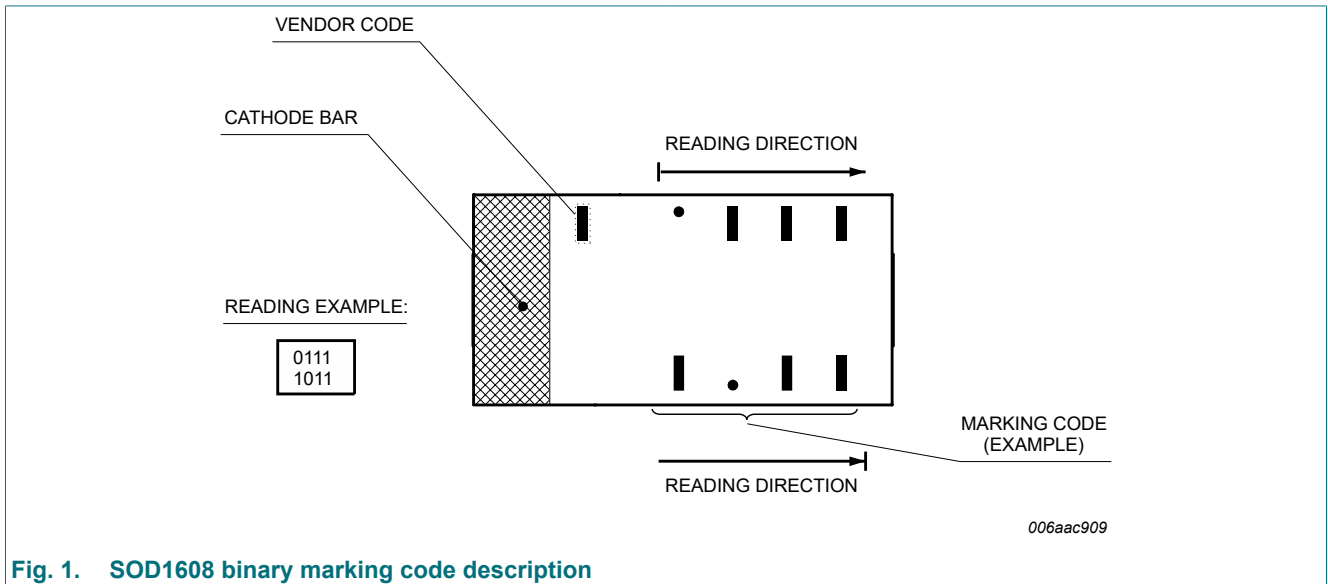 VENDOR CODE
CATHODE BAR
READING DIRECTION
READING EXAMPLE:
0111
1011
MARKING CODE
(EXAMPLE)
READING DIRECTION
006aac909
Fig. 1. SOD1608 binary marking code description